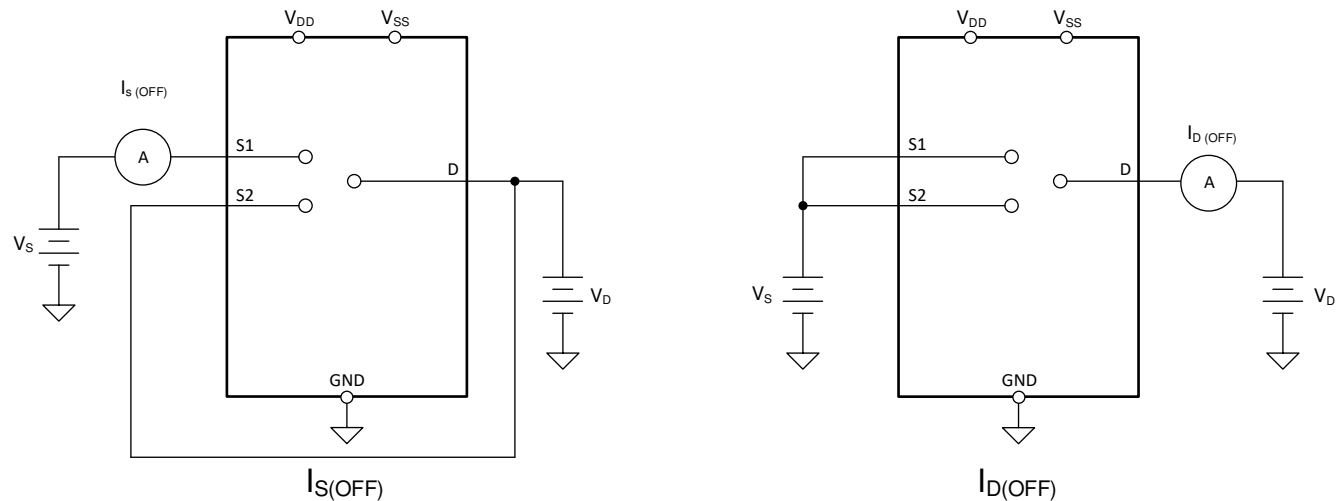 VDD VSS
Is (OFF)
A
S1
D
S2
VS
VD
GND
IS(OFF)
VDD VSS
ID (OFF)
S1
A
D
S2
VS
VD
GND
ID(OFF)